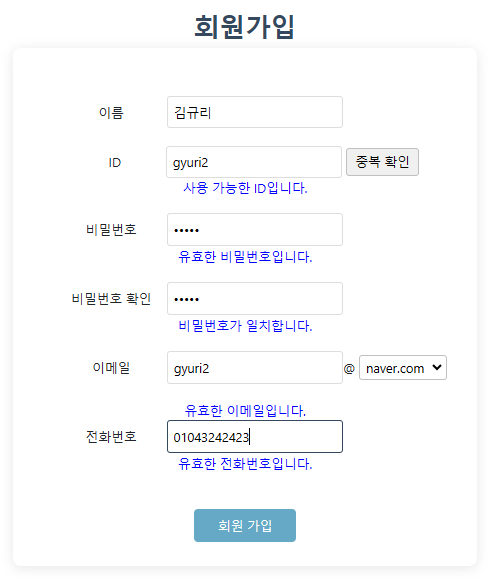 회원가입
이름 김규리
ID gyuri2 중복 확인
사용 가능한 ID입니다.
비밀번호 •••••
유효한 비밀번호입니다.
비밀번호 확인 •••••
비밀번호가 일치합니다.
이메일 gyuri2 @ naver.com
유효한 이메일입니다.
전화번호 01043242423
유효한 전화번호입니다.
회원 가입